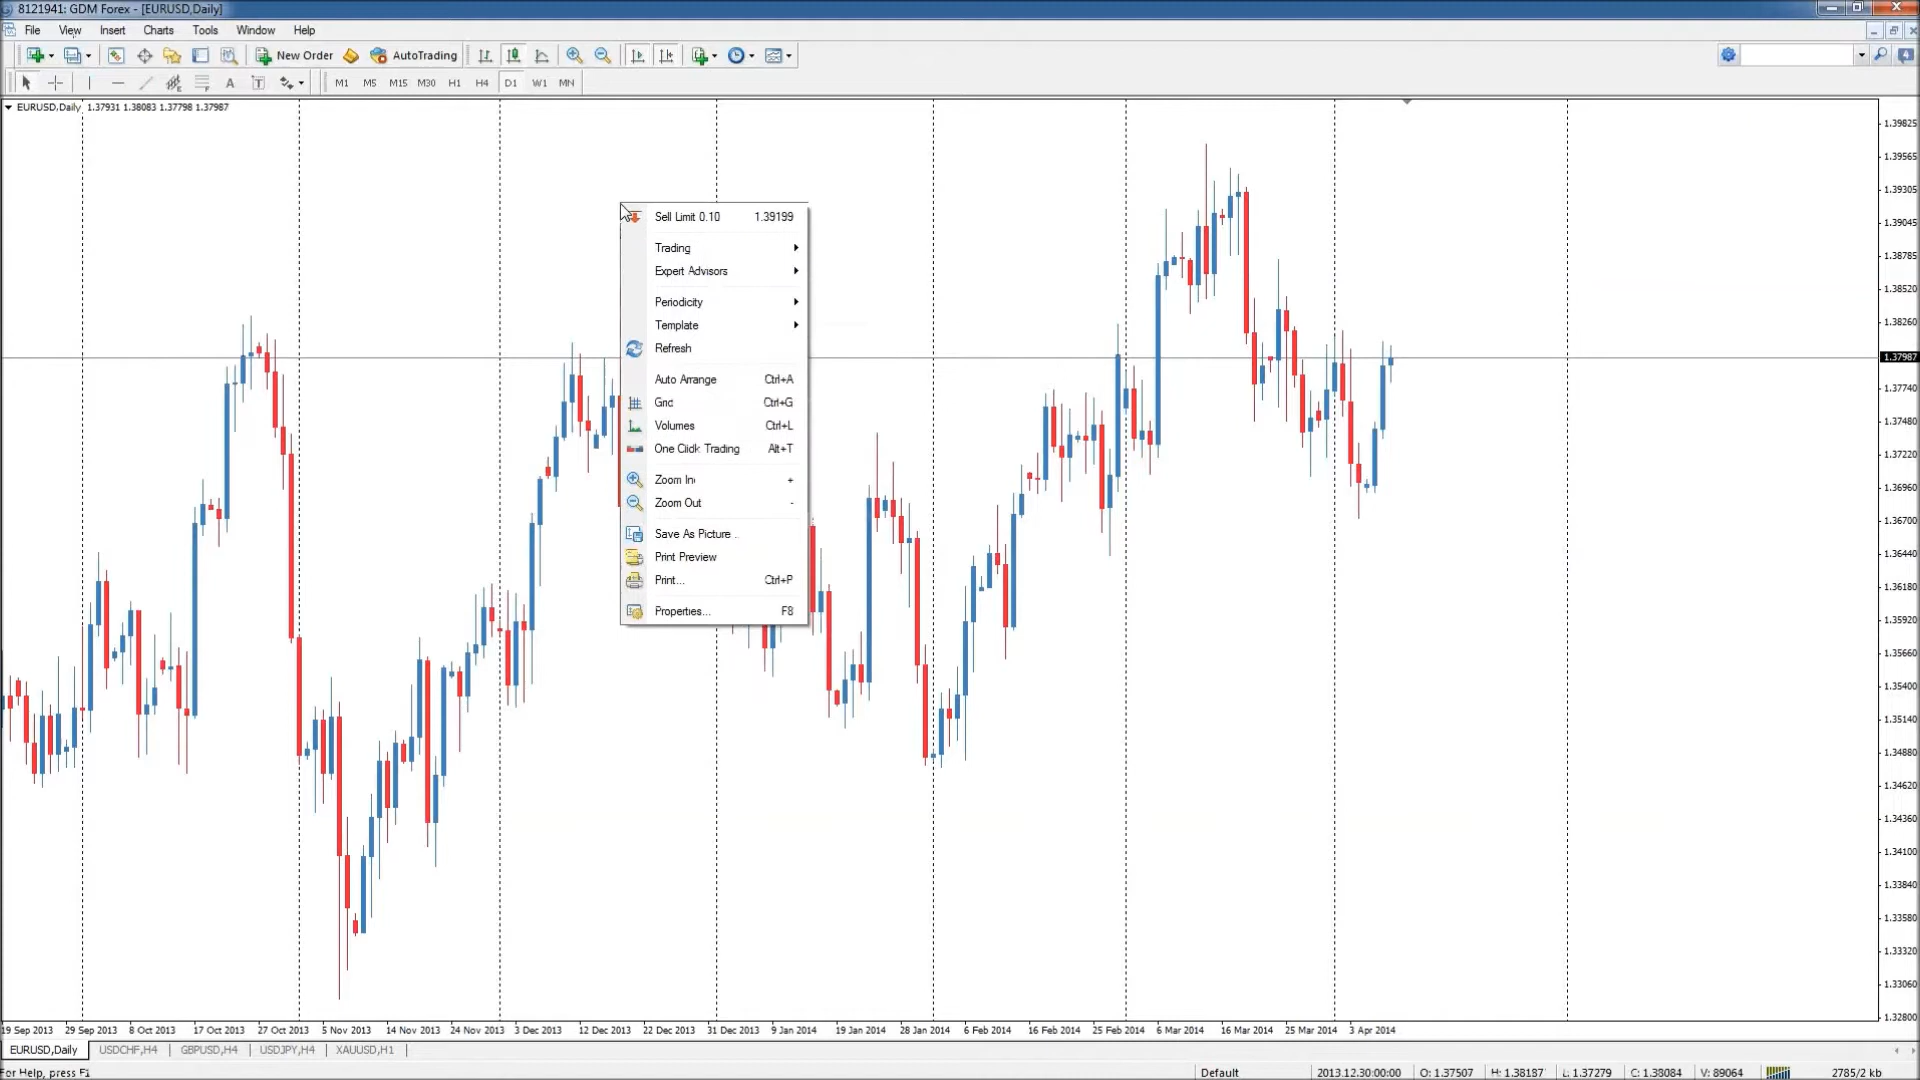 8121941: GDM Forex - [EURUSD,Daily]
File View Insert Charts Tools Window Help
New Order AutoTrading
A T M1 M5 M15 M30 H1 H4 D1 W1 MN
EURUSD,Daily 1.37931 1.38083 1.37798 1.37987
1.39825
1.39565
1.39305
1.39045
1.38785
1.38520
1.38260
1.37987
1.37740
1.37480
1.37220
1.36960
1.36700
1.36440
1.36180
1.35920
1.35660
1.35400
1.35140
1.34880
1.34620
1.34360
1.34100
1.33840
1.33580
1.33320
1.33060
1.32800
Sell Limit 0.10 1.39199
Trading
Expert Advisors
Periodicity
Template
Refresh
Auto Arrange Ctrl+A
Grid Ctrl+G
Volumes Ctrl+L
One Click Trading Alt+T
Zoom In +
Zoom Out -
Save As Picture...
Print Preview
Print... Ctrl+P
Properties... F8
19 Sep 2013 29 Sep 2013 8 Oct 2013 17 Oct 2013 27 Oct 2013 5 Nov 2013 14 Nov 2013 24 Nov 2013 3 Dec 2013 12 Dec 2013 22 Dec 2013 31 Dec 2013 9 Jan 2014 19 Jan 2014 28 Jan 2014 6 Feb 2014 16 Feb 2014 25 Feb 2014 6 Mar 2014 16 Mar 2014 25 Mar 2014 3 Apr 2014
EURUSD,Daily USDCHF,H4 GBPUSD,H4 USDJPY,H4 XAUUSD,H1
For Help, press F1 Default 2013.12.30 00:00 O: 1.37507 H: 1.38187 L: 1.37279 C: 1.38084 V: 89064 2785/2 kb